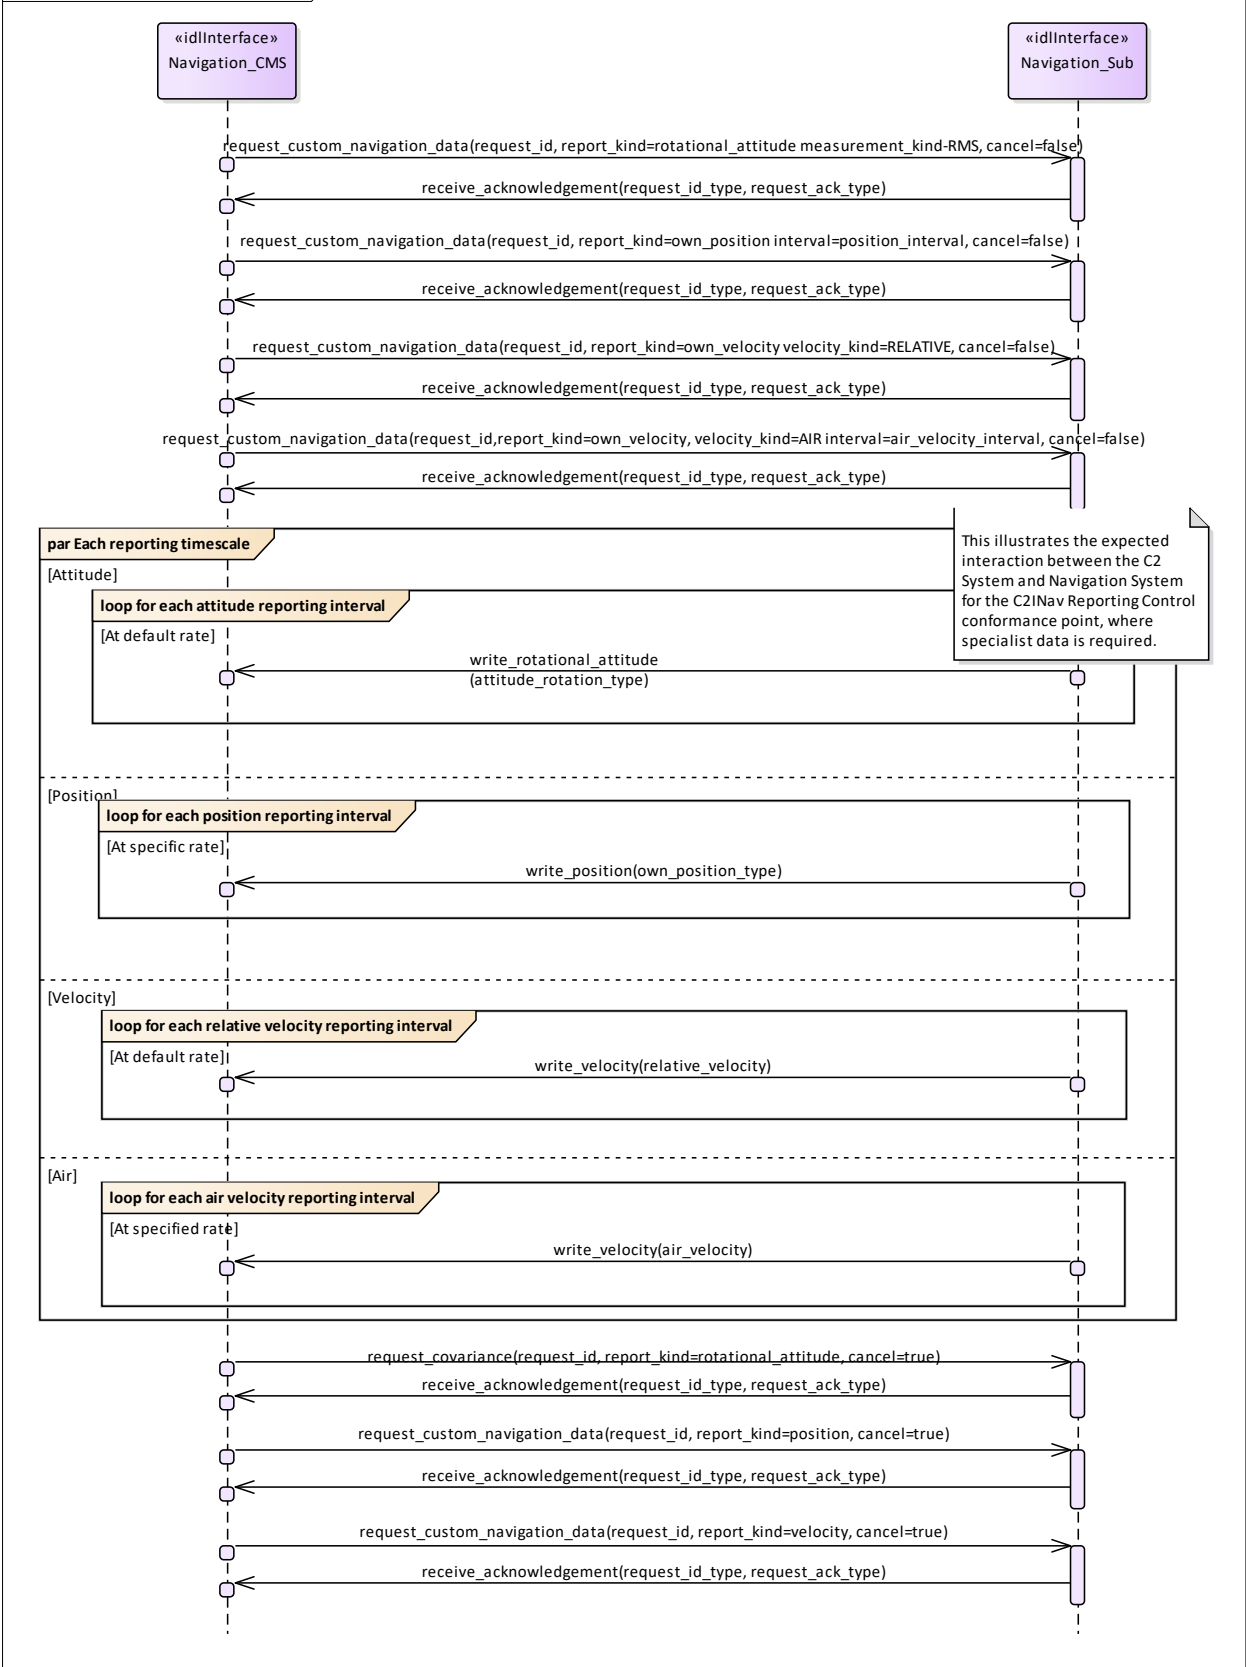 «idlInterface»
Navigation_CMS
«idlInterface»
Navigation_Sub
request_custom_navigation_data(request_id, report_kind=rotational_attitude measurement_kind-RMS, cancel=false)
receive_acknowledgement(request_id_type, request_ack_type)
request_custom_navigation_data(request_id, report_kind=own_position interval=position_interval, cancel=false)
receive_acknowledgement(request_id_type, request_ack_type)
request_custom_navigation_data(request_id, report_kind=own_velocity velocity_kind=RELATIVE, cancel=false)
receive_acknowledgement(request_id_type, request_ack_type)
request_custom_navigation_data(request_id,report_kind=own_velocity, velocity_kind=AIR interval=air_velocity_interval, cancel=false)
receive_acknowledgement(request_id_type, request_ack_type)
par Each reporting timescale
[Attitude]
This illustrates the expected
interaction between the C2
System and Navigation System
for the C2INav Reporting Control
conformance point, where
specialist data is required.
loop for each attitude reporting interval
[At default rate]
write_rotational_attitude
(attitude_rotation_type)
[Position]
loop for each position reporting interval
[At specific rate]
write_position(own_position_type)
[Velocity]
loop for each relative velocity reporting interval
[At default rate]
write_velocity(relative_velocity)
[Air]
loop for each air velocity reporting interval
[At specified rate]
write_velocity(air_velocity)
request_covariance(request_id, report_kind=rotational_attitude, cancel=true)
receive_acknowledgement(request_id_type, request_ack_type)
request_custom_navigation_data(request_id, report_kind=position, cancel=true)
receive_acknowledgement(request_id_type, request_ack_type)
request_custom_navigation_data(request_id, report_kind=velocity, cancel=true)
receive_acknowledgement(request_id_type, request_ack_type)